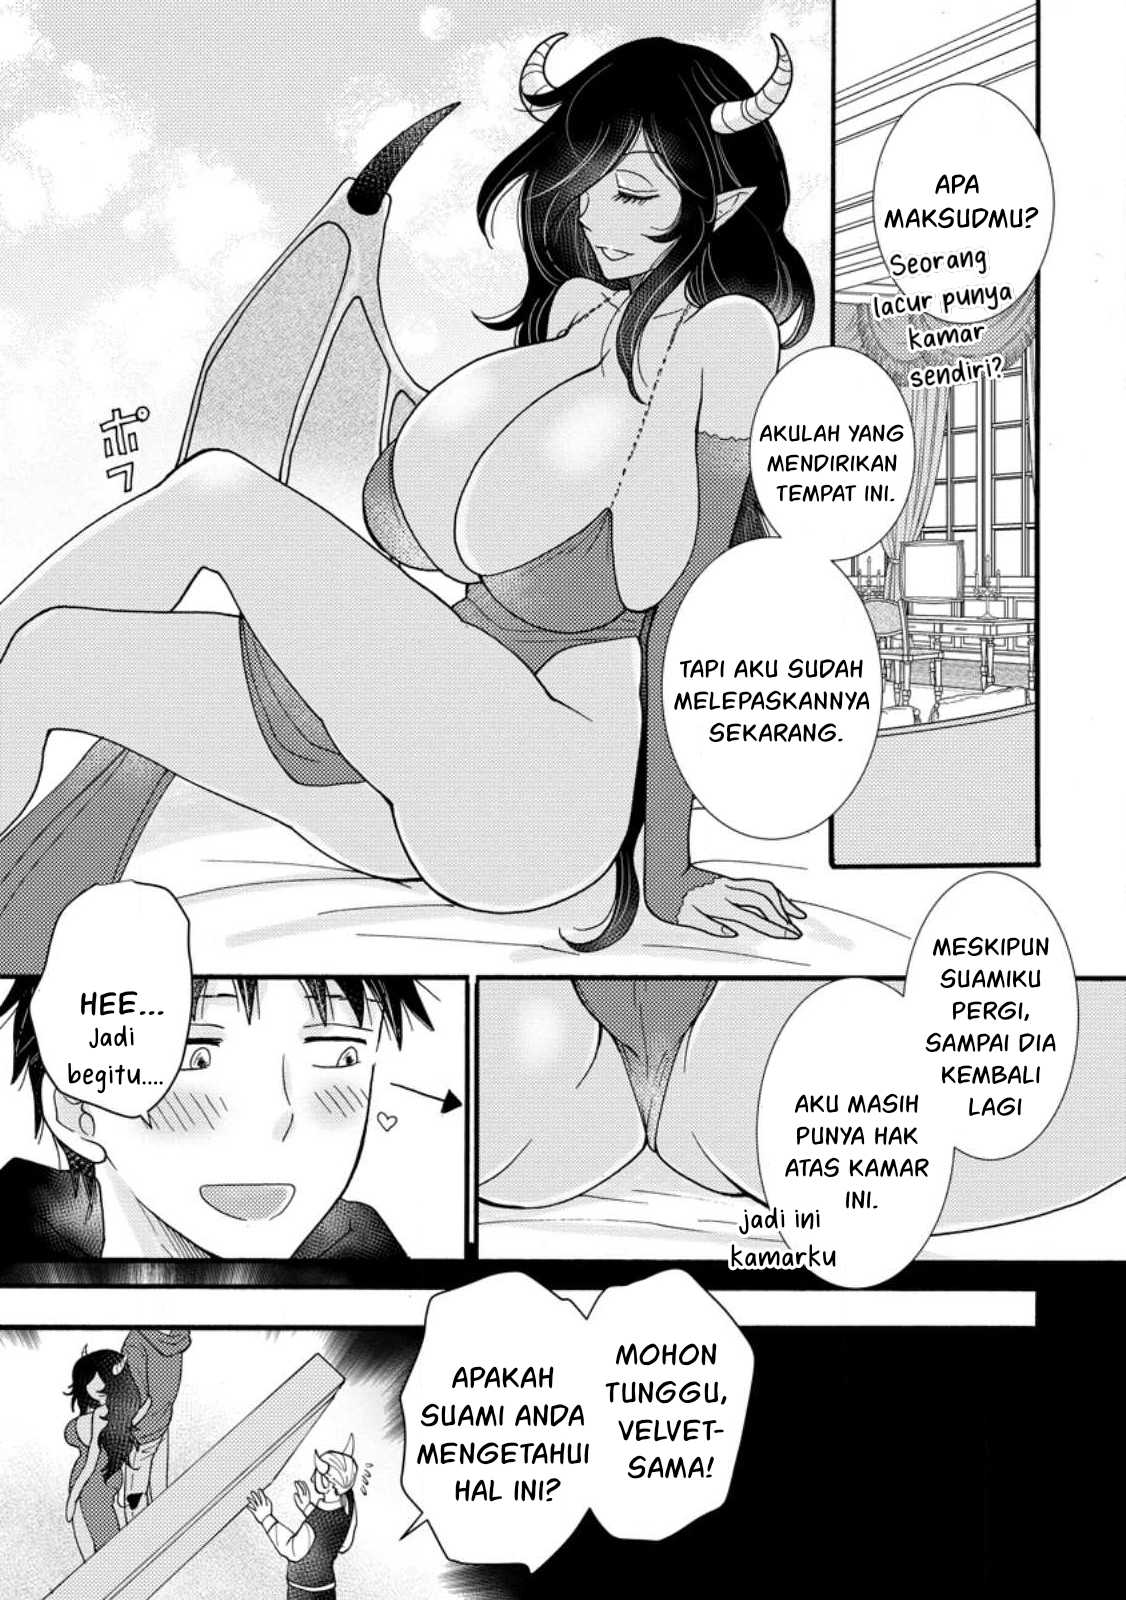 APA
MAKSUDMU?
Seorang
lacur punya
kamar
sendiri?
AKULAH YANG
MENDIRIKAN
TEMPAT INI.
TAPI AKU SUDAH
MELEPASKANNYA
SEKARANG.
ポフ
MESKIPUN
SUAMIKU
PERGI,
SAMPAI DIA
KEMBALI
LAGI
AKU MASIH
PUNYA HAK
ATAS KAMAR
INI.
jadi ini
kamarku
HEE...
Jadi
begitu....
MOHON
TUNGGU,
VELVET-
SAMA!
APAKAH
SUAMI ANDA
MENGETAHUI
HAL INI?